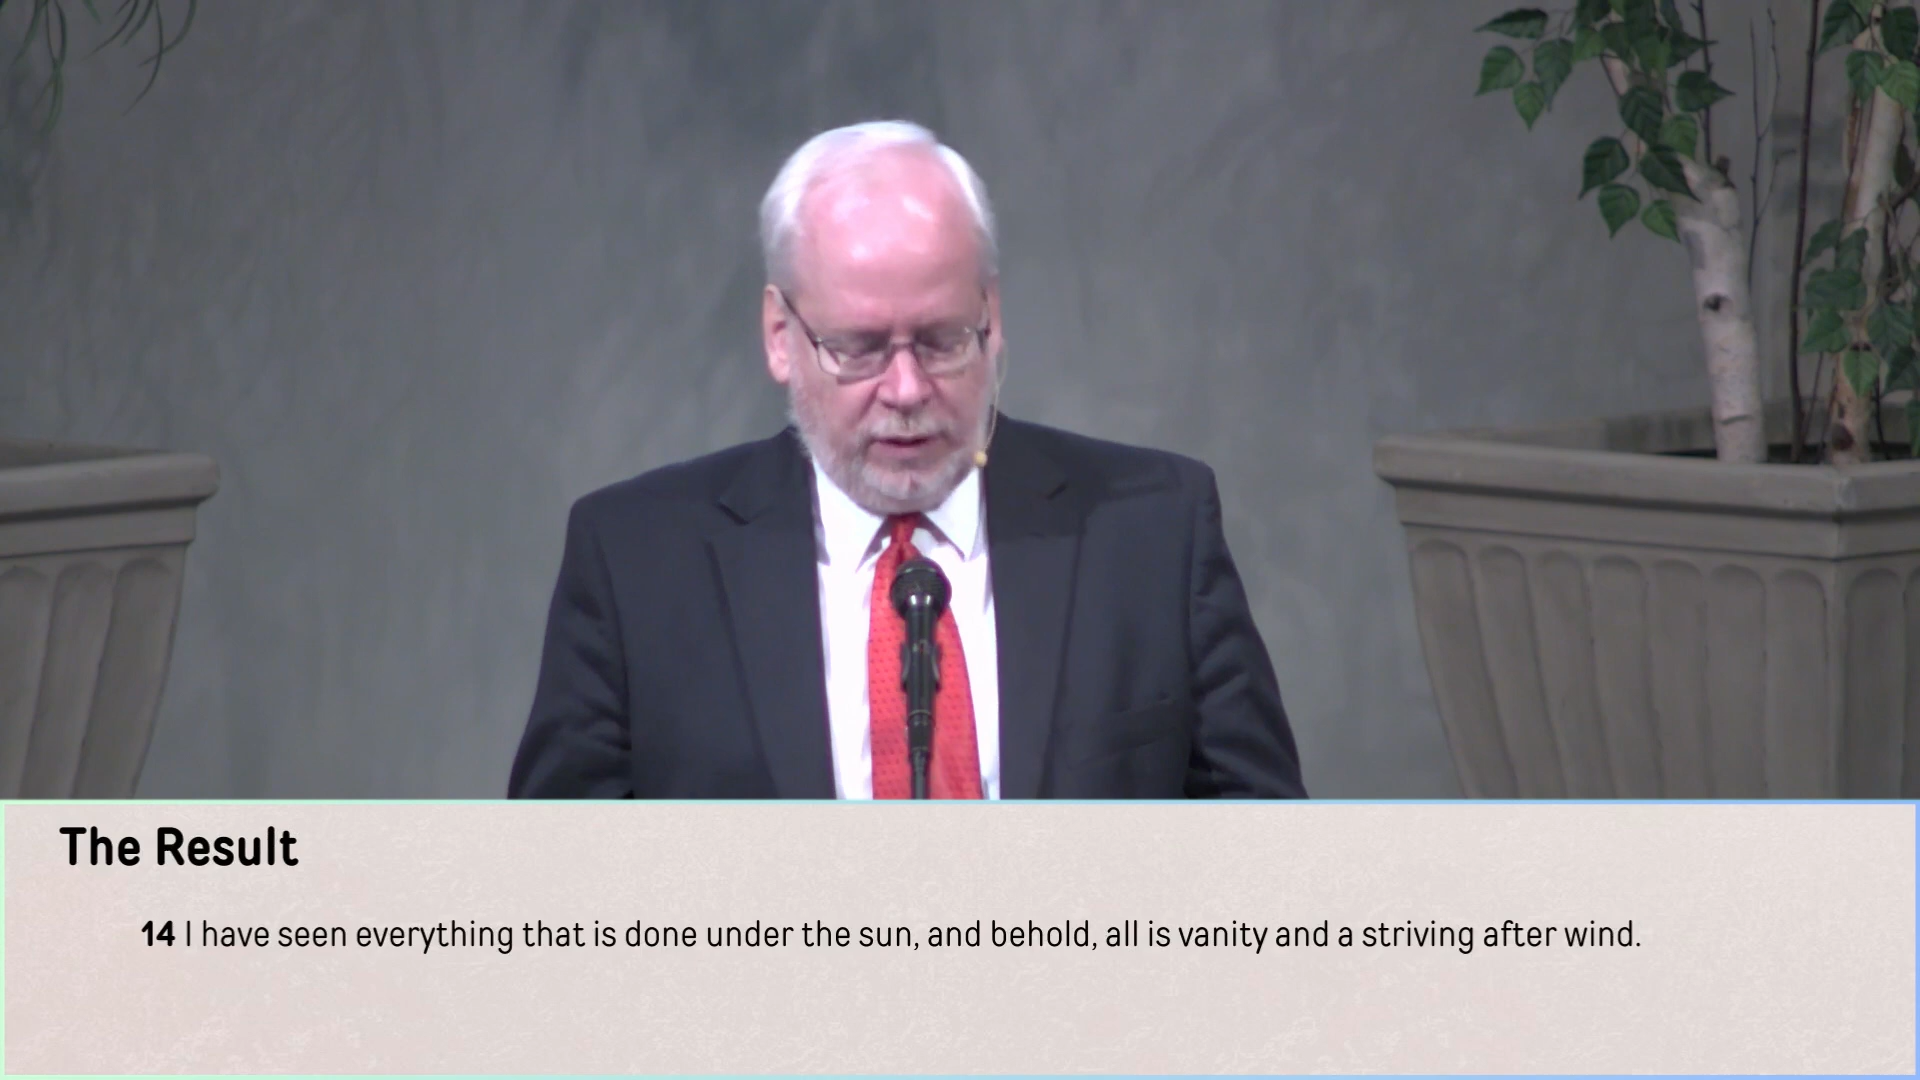 The Result
14 I have seen everything that is done under the sun, and behold, all is vanity and a striving after wind.